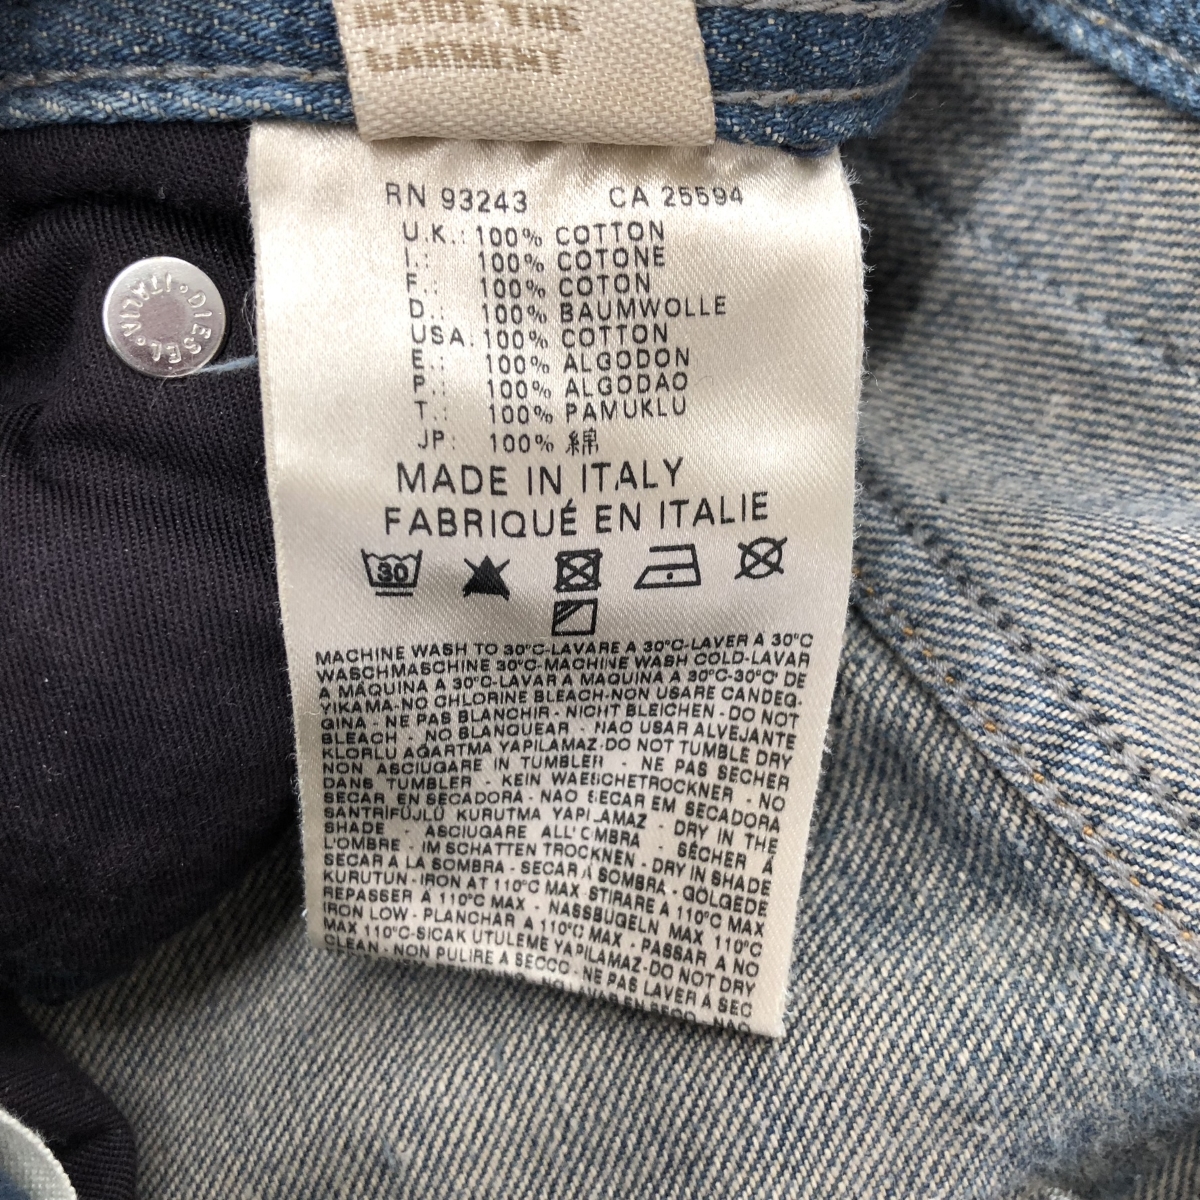 INSIDE THE
GARMENT
RN 93243 CA 25594
U.K.: 100% COTTON
I.: 100% COTONE
F.: 100% COTON
D.: 100% BAUMWOLLE
USA: 100% COTTON
E.: 100% ALGODON
P.: 100% ALGODAO
T.: 100% PAMUKLU
JP: 100% 綿
MADE IN ITALY
FABRIQUÉ EN ITALIE
30
MACHINE WASH TO 30°C-LAVARE A 30°C-LAVER A 30°C
WASCHMASCHINE 30°C-MACHINE WASH COLD-LAVAR
A MÁQUINA A 30°C-LAVAR A MAQUINA A 30°C-30°C' DE
YIKAMA-NO CHLORINE BLEACH-NON USARE CANDEG-
GINA - NE PAS BLANCHIR - NICHT BLEICHEN - DO NOT
BLEACH - NO BLANQUEAR - NAO USAR ALVEJANTE
KLORLU AĞARTMA YAPILAMAZ-DO NOT TUMBLE DRY
NON ASCIUGARE IN TUMBLER - NE PAS SECHER
DANS TUMBLER - KEIN WAESCHETROCKNER - NO
SECAR EN SECADORA - NAO SECAR EM SECADORA
SANTRİFÜJLÜ KURUTMA YAPILAMAZ - DRY IN THE
SHADE - ASCIUGARE ALL'OMBRA - SÉCHER Á
L'OMBRE - IM SCHATTEN TROCKNEN - DRY IN SHADE
SECAR A LA SOMBRA - SECAR Á SOMBRA - GÖLGEDE
KURUTUN - IRON AT 110°C MAX - STIRARE A 110°C MAX
REPASSER Á 110°C MAX - NASSBUGELN MAX 110°C
IRON LOW - PLANCHAR A 110°C MAX - PASSAR A NO
MAX 110°C-SICAK UTULEME YAPILAMAZ-DO NOT DRY
CLEAN - NON PULIRE A SECCO - NE PAS LAVER Á SEC
DIESEL • ITALIA •